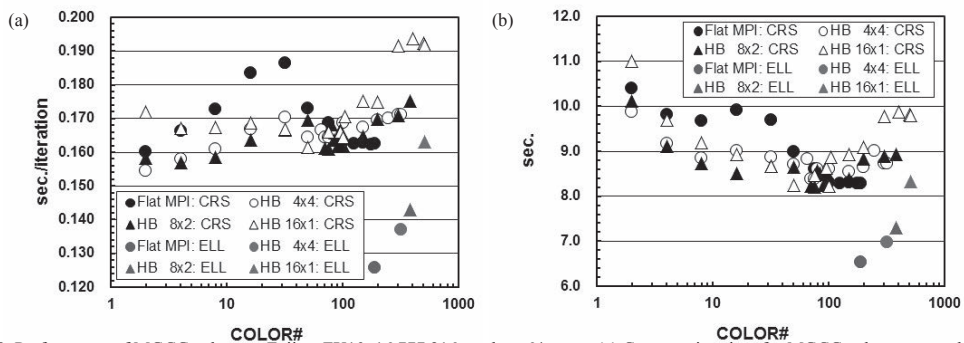 (a)
0.200
0.190
0.180
0.170
0.160
0.150
0.140
0.130
0.120
sec./iteration
1
10
100
1000
COLOR#
Flat MPI: CRS
HB 4x4: CRS
HB 8x2: CRS
HB 16x1: CRS
Flat MPI: ELL
HB 4x4: ELL
HB 8x2: ELL
HB 16x1: ELL
(b)
12.0
11.0
10.0
9.0
8.0
7.0
6.0
sec.
1
10
100
1000
COLOR#
Flat MPI: CRS
HB 4x4: CRS
HB 8x2: CRS
HB 16x1: CRS
Flat MPI: ELL
HB 4x4: ELL
HB 8x2: ELL
HB 16x1: ELL